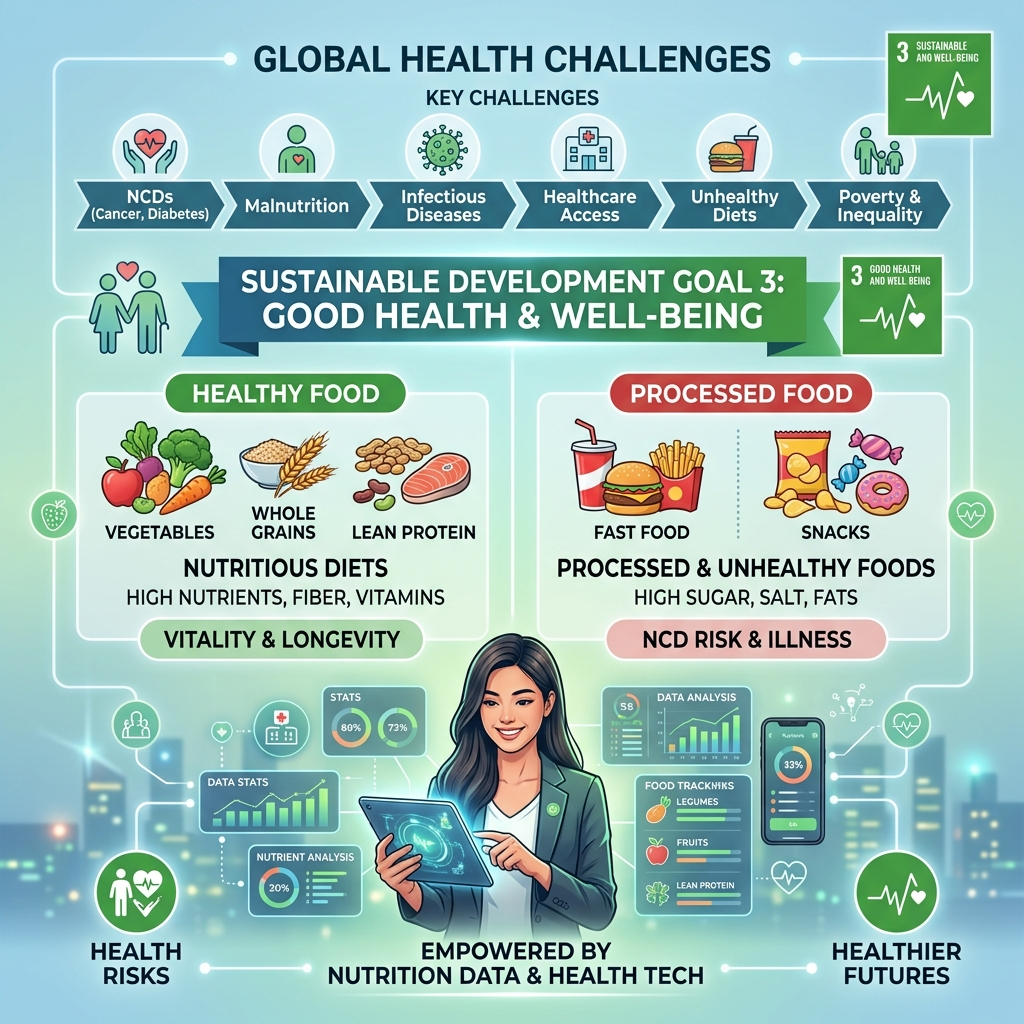 GLOBAL HEALTH CHALLENGES
KEY CHALLENGES
3 SUSTAINABLE
AND WELL-BEING
NCDs
(Cancer, Diabetes)
Malnutrition
Infectious
Diseases
Healthcare
Access
Unhealthy
Diets
Poverty &
Inequality
SUSTAINABLE DEVELOPMENT GOAL 3:
GOOD HEALTH & WELL-BEING
3 GOOD HEALTH
AND WELL BEING
HEALTHY FOOD
VEGETABLES
WHOLE
GRAINS
LEAN PROTEIN
NUTRITIOUS DIETS
HIGH NUTRIENTS, FIBER, VITAMINS
VITALITY & LONGEVITY
PROCESSED FOOD
FAST FOOD
SNACKS
PROCESSED & UNHEALTHY FOODS
HIGH SUGAR, SALT, FATS
NCD RISK & ILLNESS
STATS
80%
73%
DATA STATS
NUTRIENT ANALYSIS
20%
DATA ANALYSIS
58
FOOD TRACKHIKS
LEGUMES
FRUITS
LEAN PROTEIN
33%
HEALTH
RISKS
EMPOWERED BY
NUTRITION DATA & HEALTH TECH
HEALTHIER
FUTURES